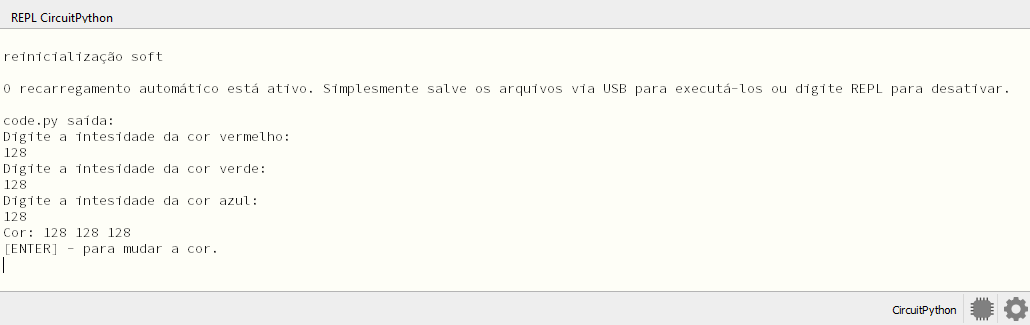 REPL CircuitPython
reinicialização soft
O recarregamento automático está ativo. Simplesmente salve os arquivos via USB para executá-los ou digite REPL para desativar.
code.py saída:
Digite a intesidade da cor vermelho:
128
Digite a intesidade da cor verde:
128
Digite a intesidade da cor azul:
128
Cor: 128 128 128
[ENTER] - para mudar a cor.
CircuitPython